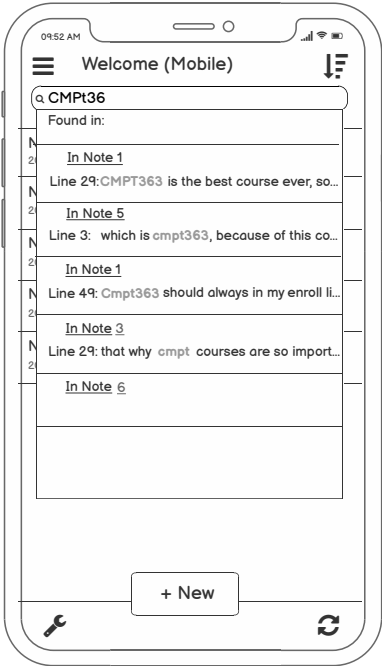 09:52 AM
Welcome (Mobile)
CMPt36
Found in:
In Note 1
Line 29:CMPT363 is the best course ever, so...
In Note 5
Line 3: which is cmpt363, because of this co...
In Note 1
Line 49: Cmpt363 should always in my enroll li...
In Note 3
Line 29: that why cmpt courses are so import...
In Note 6
+ New